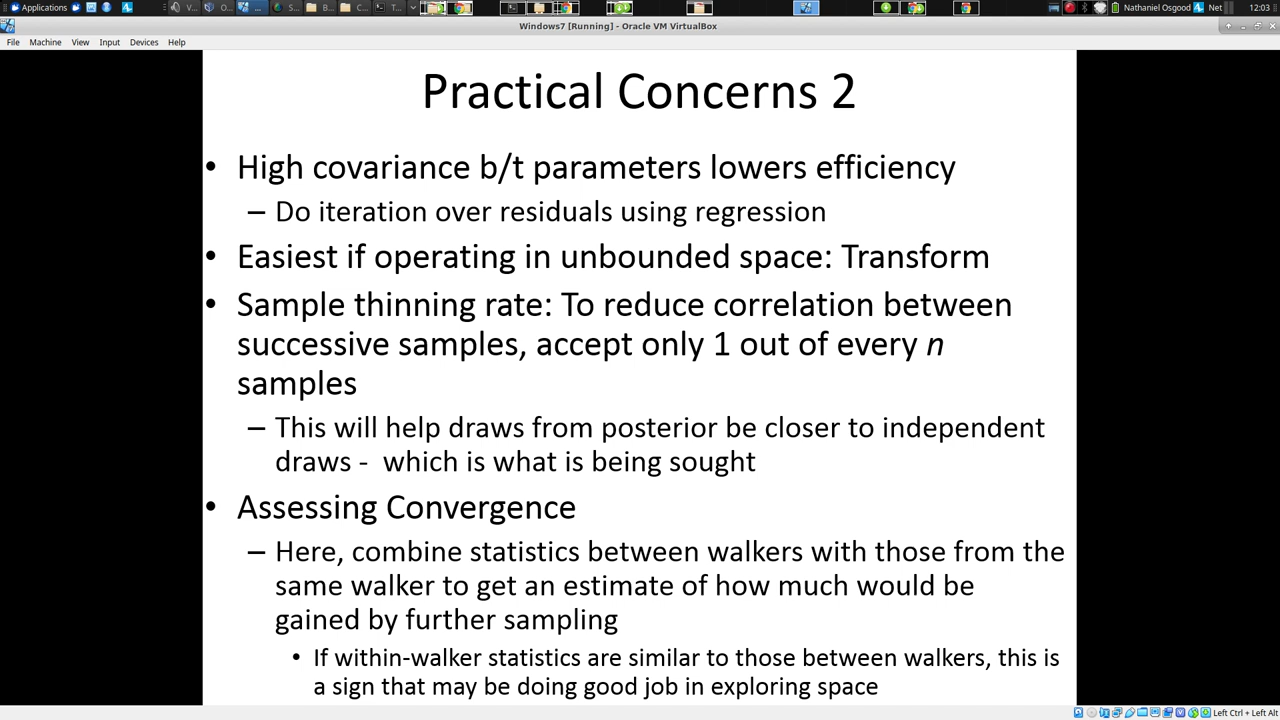 Applications
V...
O...
...
S...
B...
C...
T...
Nathaniel Osgood
Net
12:03
Windows7 [Running] - Oracle VM VirtualBox
File Machine View Input Devices Help
Practical Concerns 2
• High covariance b/t parameters lowers efficiency
– Do iteration over residuals using regression
• Easiest if operating in unbounded space: Transform
• Sample thinning rate: To reduce correlation between
successive samples, accept only 1 out of every n
samples
– This will help draws from posterior be closer to independent
draws - which is what is being sought
• Assessing Convergence
– Here, combine statistics between walkers with those from the
same walker to get an estimate of how much would be
gained by further sampling
• If within-walker statistics are similar to those between walkers, this is
a sign that may be doing good job in exploring space
Left Ctrl + Left Alt